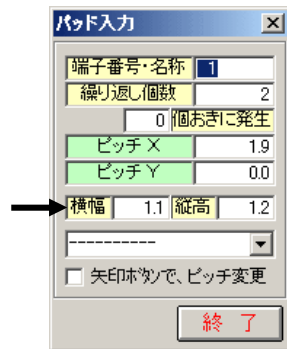 パッド入力
端子番号・名称 1
繰り返し個数 2
0 個おきに発生
ピッチX 1.9
ピッチY 0.0
横幅 1.1 縦高 1.2
----------
矢印ボタンで、ピッチ変更
終 了